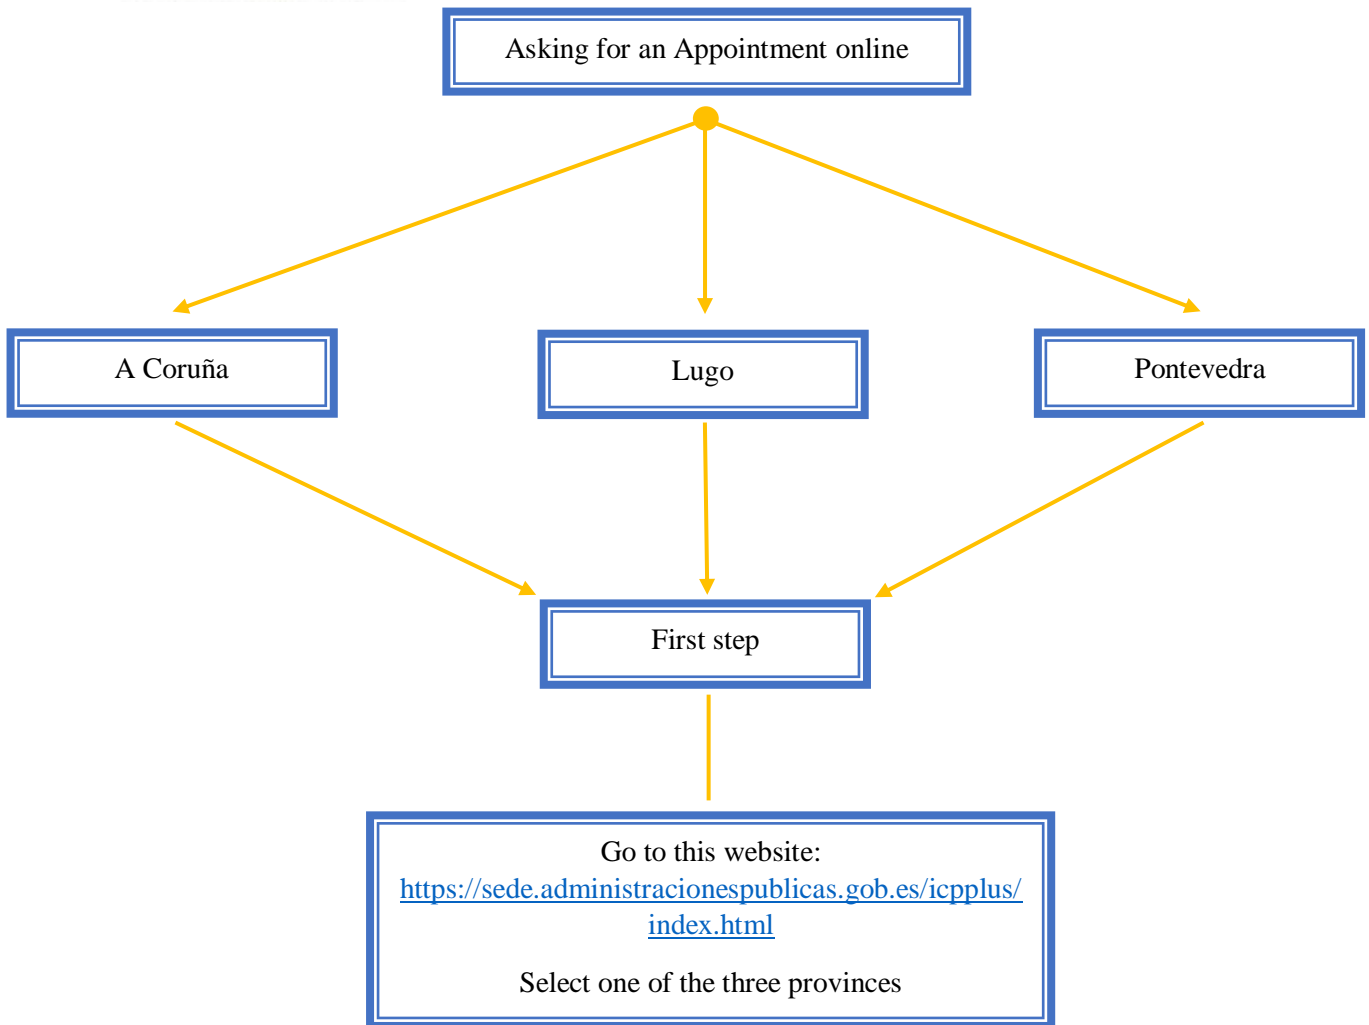 Asking for an Appointment online
A Coruña
Lugo
Pontevedra
First step
Go to this website:
https://sede.administracionespublicas.gob.es/icpplus/
index.html
Select one of the three provinces